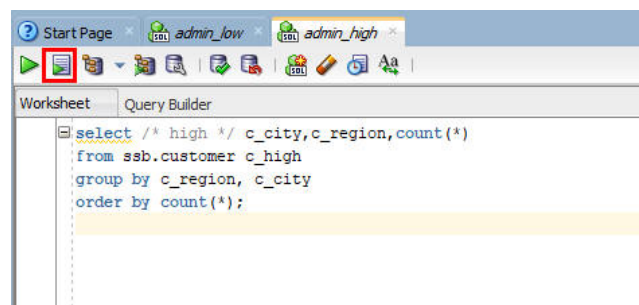 Start Page admin_low admin_high
Worksheet Query Builder
select /* high */ c_city,c_region,count(*)
from ssb.customer c_high
group by c_region, c_city
order by count(*);